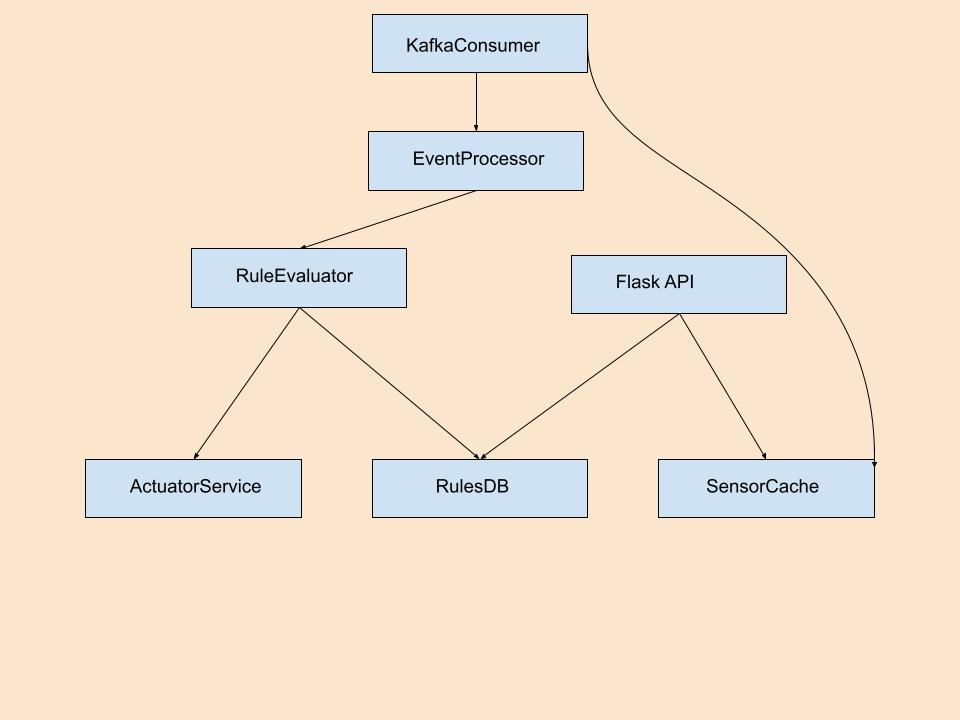 KafkaConsumer
EventProcessor
RuleEvaluator
Flask API
ActuatorService
RulesDB
SensorCache